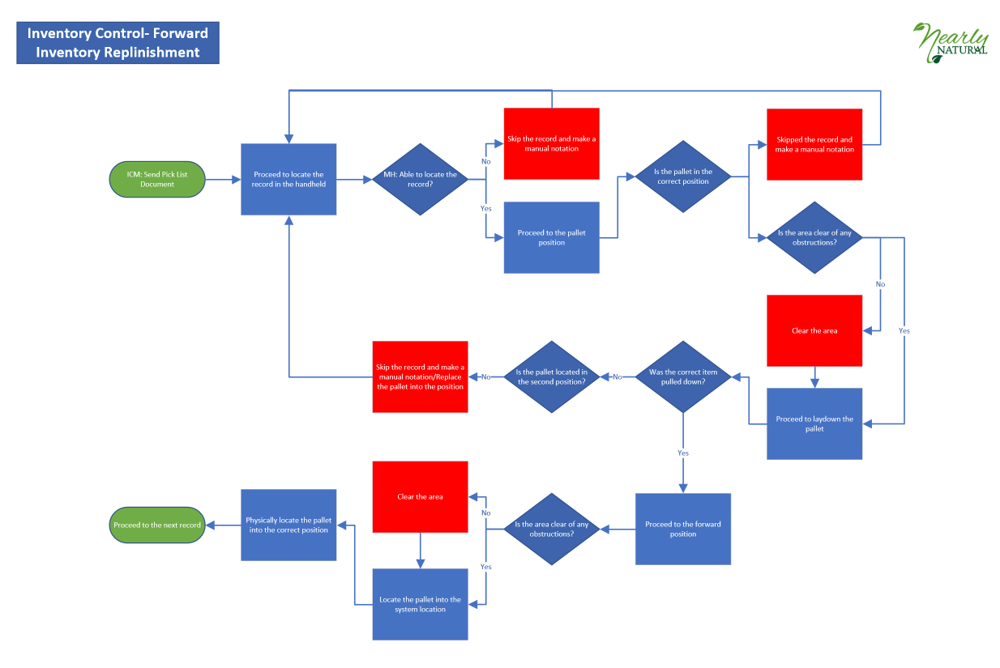 Inventory Control- Forward
Inventory Replinishment
Nearly
NATURAL
ICM: Send Pick List
Document
Proceed to locate the
record in the handheld
MH: Able to locate the
record?
No
Yes
Skip the record and make a
manual notation
Proceed to the pallet
position
Is the pallet in the
correct position
Skipped the record and
make a manual notation
Is the area clear of any
obstructions?
No
Yes
Clear the area
Proceed to laydown the
pallet
Was the correct item
pulled down?
No
Is the pallet located in
the second position?
No
Skip the record and make a
manual notation/Replace
the pallet into the position
Yes
Proceed to the forward
position
Is the area clear of any
obstructions?
No
Yes
Clear the area
Locate the pallet into the
system location
Physically locate the pallet
into the correct position
Proceed to the next record